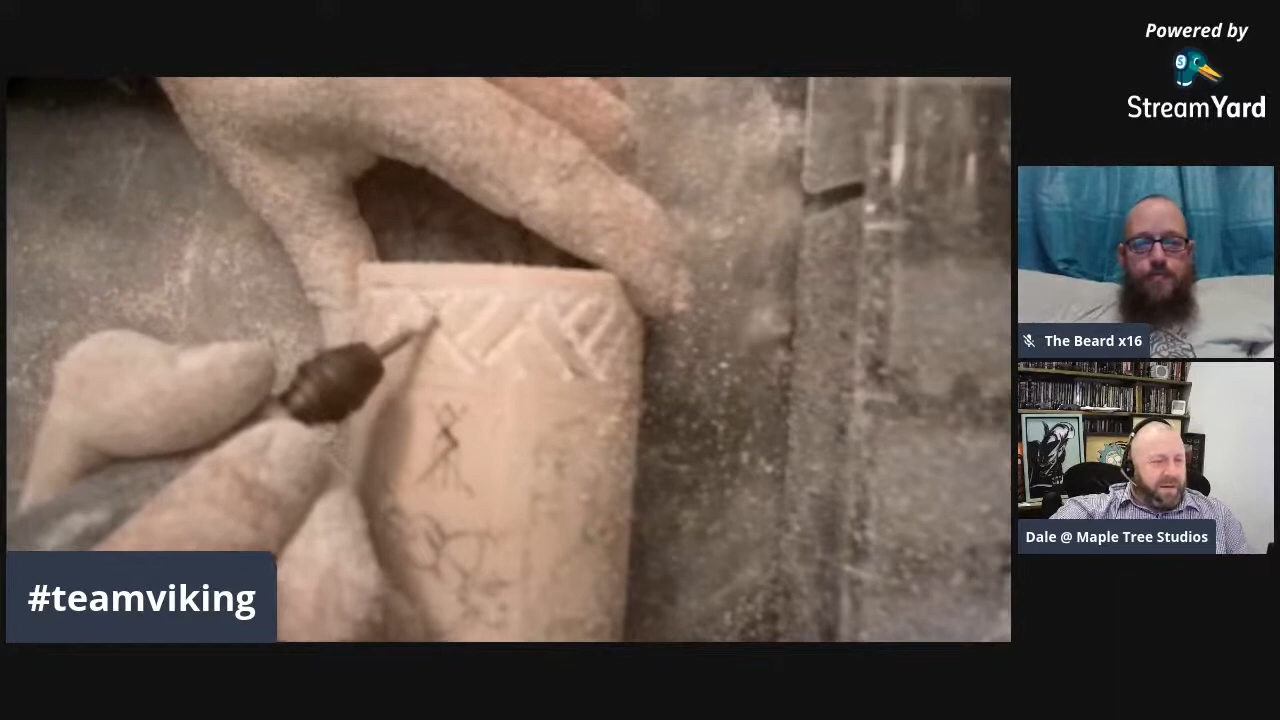 Powered by
StreamYard
The Beard x16
Dale @ Maple Tree Studios
#teamviking